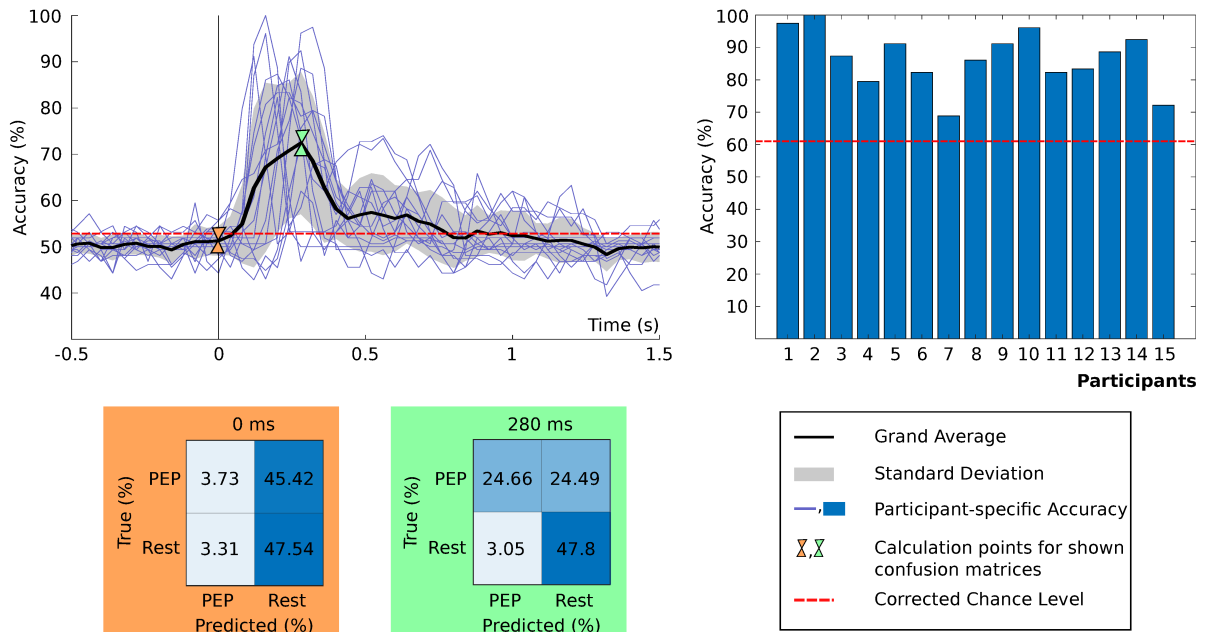 100
90
80
70
60
50
40
Accuracy (%)
Time (s)
-0.5
0
0.5
1
1.5
100
90
80
70
60
50
40
30
20
10
Accuracy (%)
1 2 3 4 5 6 7 8 9 10 11 12 13 14 15
Participants
0 ms
True (%)
PEP 3.73 45.42
Rest 3.31 47.54
PEP Rest
Predicted (%)
280 ms
True (%)
PEP 24.66 24.49
Rest 3.05 47.8
PEP Rest
Predicted (%)
Grand Average
Standard Deviation
, Participant-specific Accuracy
, Calculation points for shown
confusion matrices
Corrected Chance Level